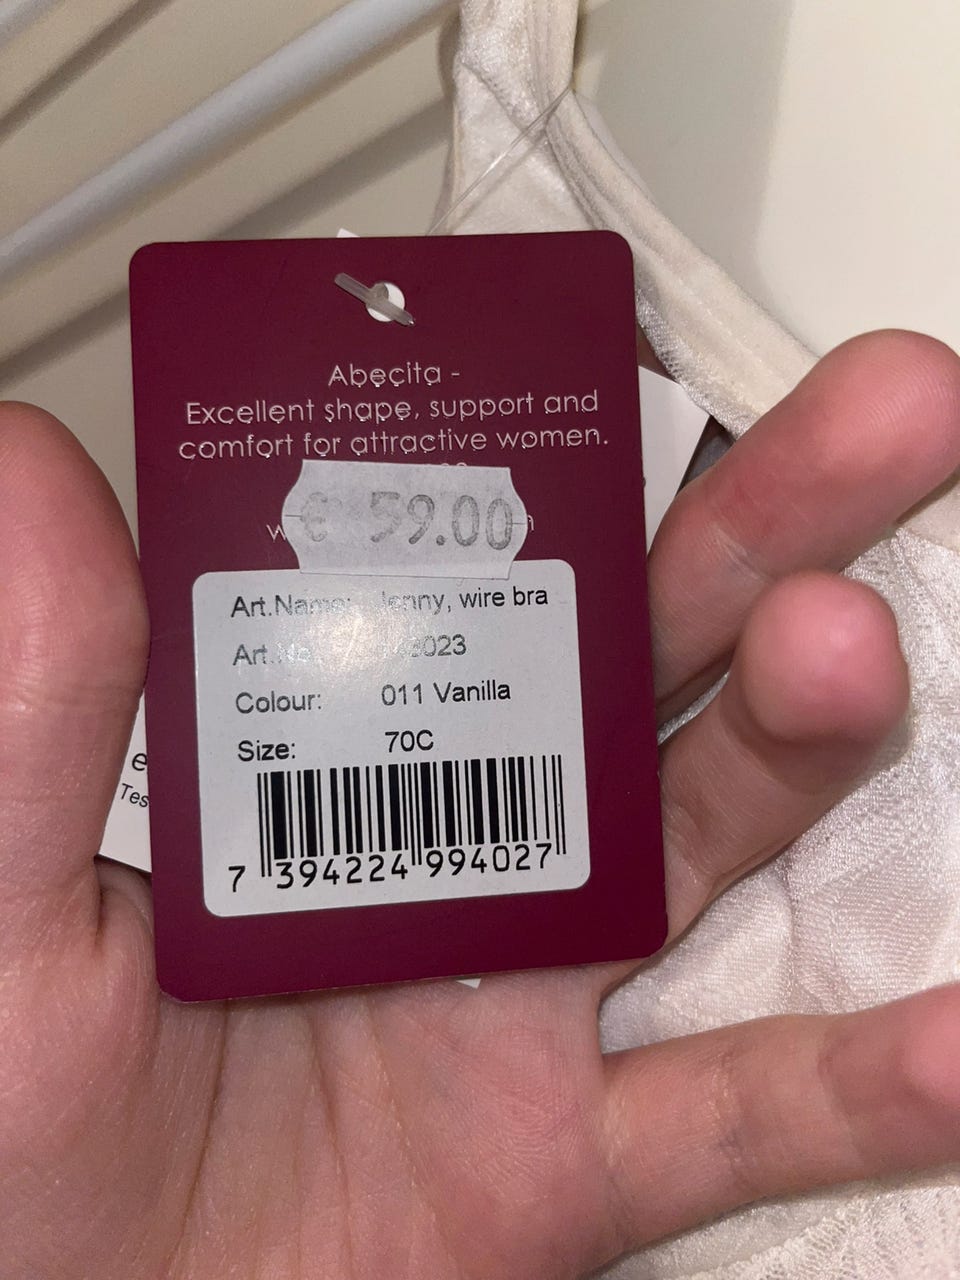 Abecita -
Excellent shape, support and
comfort for attractive women.
€ 59.00
Art.Name: Jenny, wire bra
Art.No.
Colour: 011 Vanilla
Size: 70C
7 394224 994027